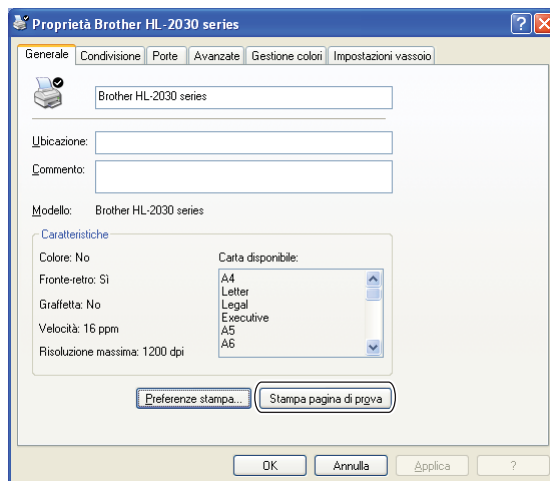 Proprietà Brother HL-2030 series
Generale Condivisione Porte Avanzate Gestione colori Impostazioni vassoio
Brother HL-2030 series
Ubicazione:
Commento:
Modello: Brother HL-2030 series
Caratteristiche
Colore: No
Carta disponibile:
Fronte-retro: Sì
Graffetta: No
Velocità: 16 ppm
Risoluzione massima: 1200 dpi
A4
Letter
Legal
Executive
A5
A6
Preferenze stampa... Stampa pagina di prova
OK Annulla Applica ?